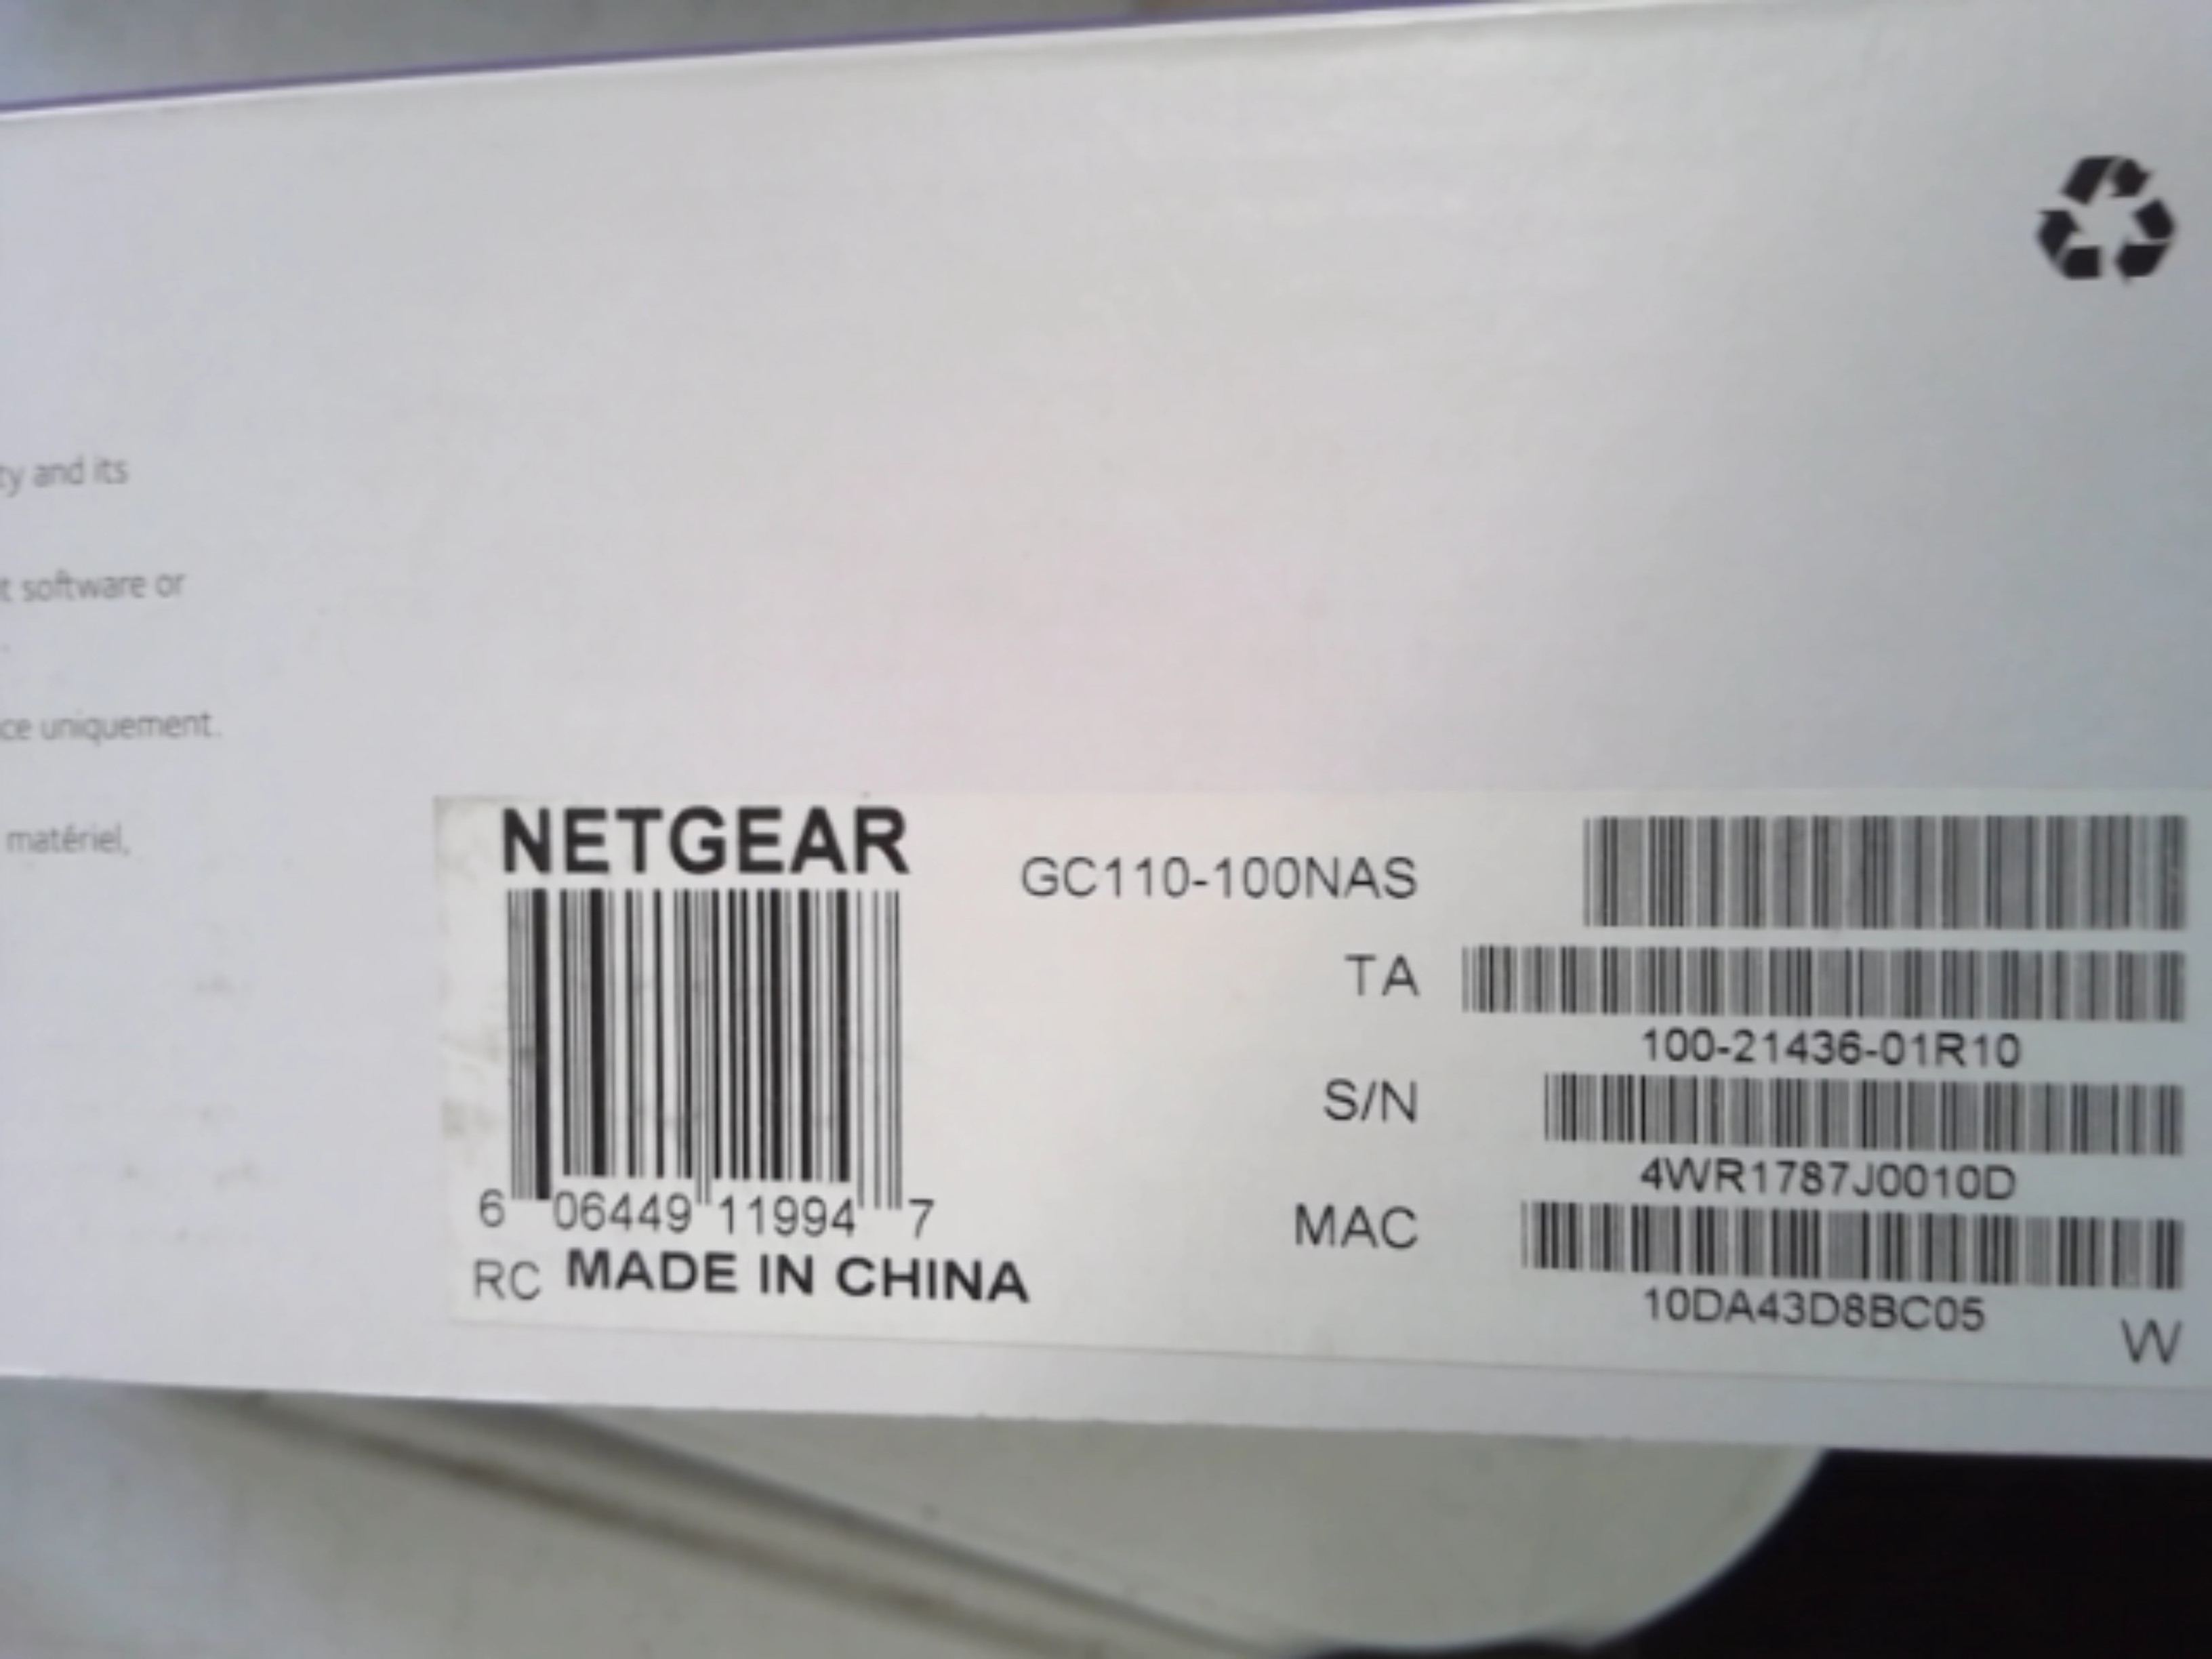 ty and its
t software or
ce uniquement.
matériel,
NETGEAR
6 06449 11994 7
RC MADE IN CHINA
GC110-100NAS
TA
100-21436-01R10
S/N
4WR1787J0010D
MAC
10DA43D8BC05
W